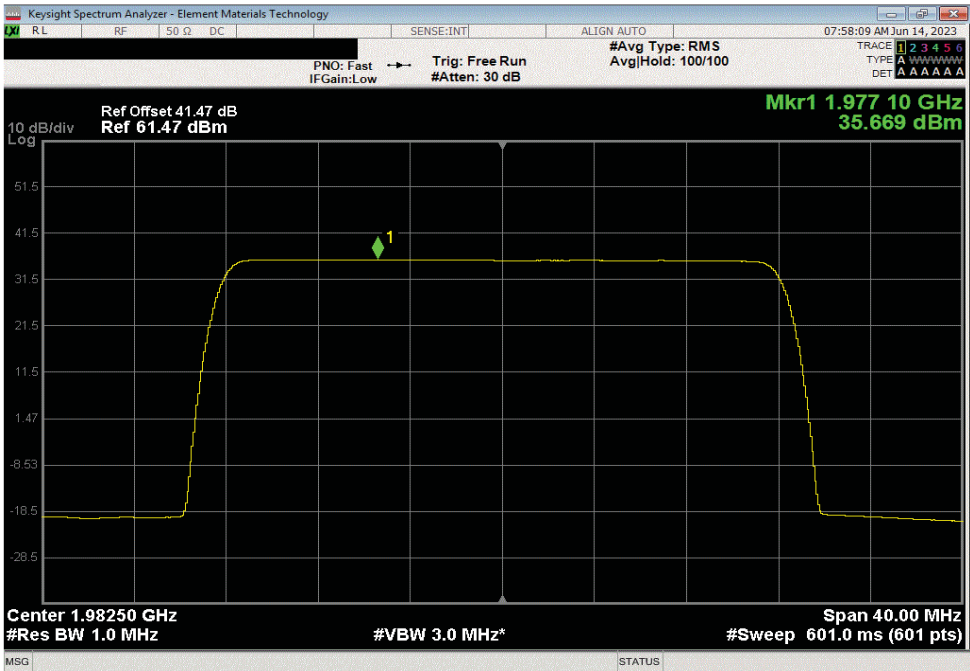 Keysight Spectrum Analyzer - Element Materials Technology
LXI RL RF 50 Ω DC SENSE:INT ALIGN AUTO 07:58:09 AM Jun 14, 2023
PNO: Fast Trig: Free Run #Avg Type: RMS TRACE 1 2 3 4 5 6
IFGain:Low #Atten: 30 dB Avg|Hold: 100/100 TYPE A WWWWW
DET A A A A A A
Mkr1 1.977 10 GHz
35.669 dBm
Ref Offset 41.47 dB
10 dB/div Ref 61.47 dBm
Log
51.5
41.5
1
31.5
21.5
11.5
1.47
-8.53
-18.5
-28.5
Center 1.98250 GHz Span 40.00 MHz
#Res BW 1.0 MHz #VBW 3.0 MHz* #Sweep 601.0 ms (601 pts)
MSG STATUS